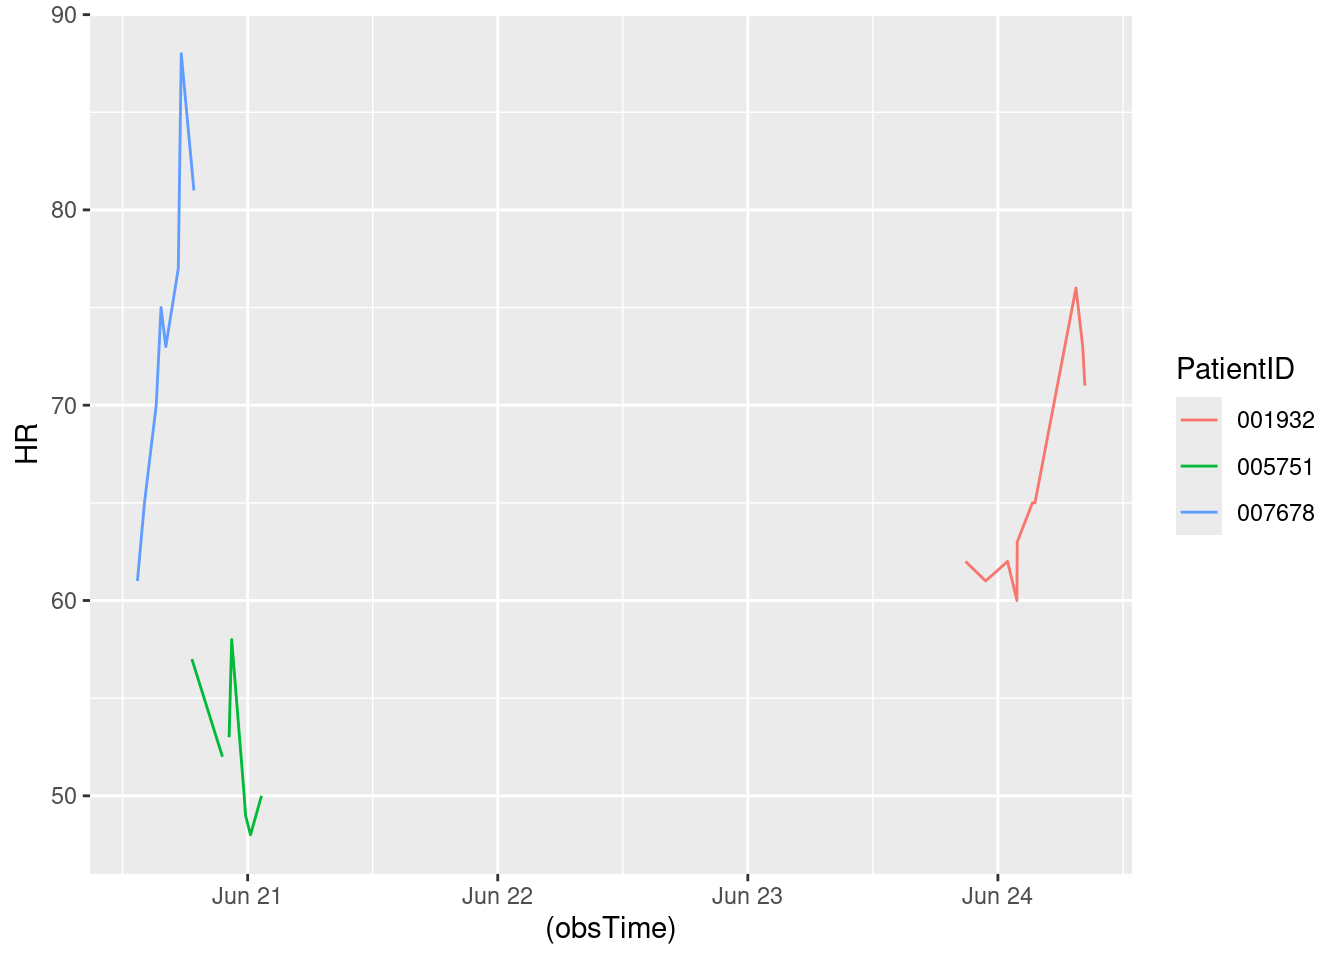 90
80
70
60
50
HR
Jun 21
Jun 22
Jun 23
Jun 24
(obsTime)
PatientID
001932
005751
007678